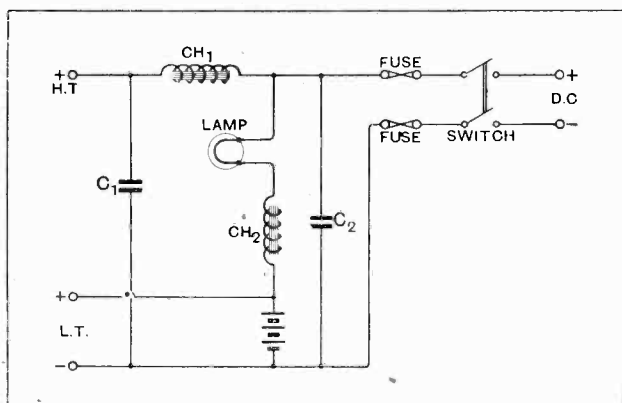 CH₁
FUSE
+
H.T
+
D.C
LAMP
FUSE
SWITCH
-
C₁
C₂
CH₂
+
L.T.
-